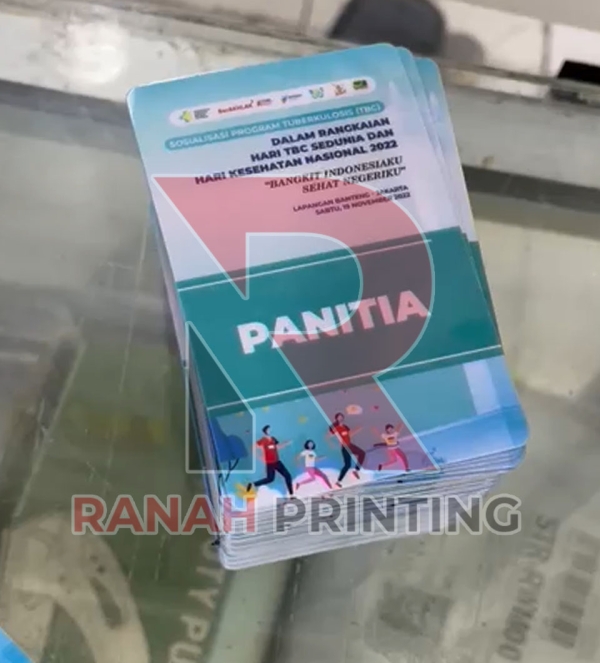 SOSIALISASI PROGRAM TUBERKULOSIS (TBC)
DALAM RANGKAIAN
HARI TBC SEDUNIA DAN
HARI KESEHATAN NASIONAL 2022
"BANGKIT INDONESIAKU
SEHAT NEGERIKU"
LAPANGAN BANTENG - JAKARTA
SABTU, 19 NOVEMBER 2022
PANITIA
R
RANAH PRINTING